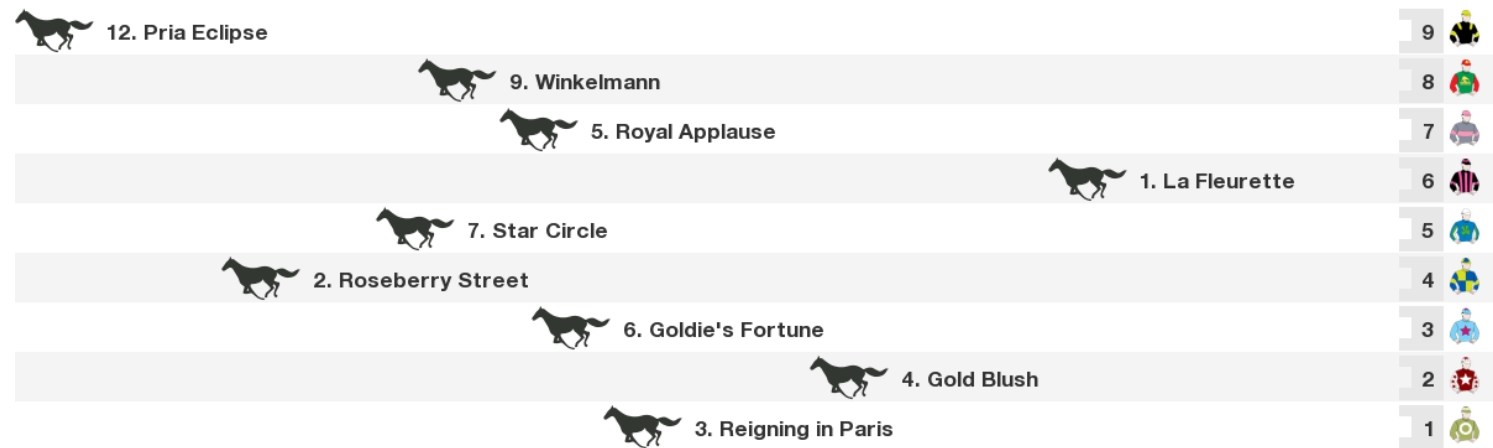 12. Pria Eclipse 9
9. Winkelmann 8
5. Royal Applause 7
1. La Fleurette 6
7. Star Circle 5
2. Roseberry Street 4
6. Goldie's Fortune 3
4. Gold Blush 2
3. Reigning in Paris 1